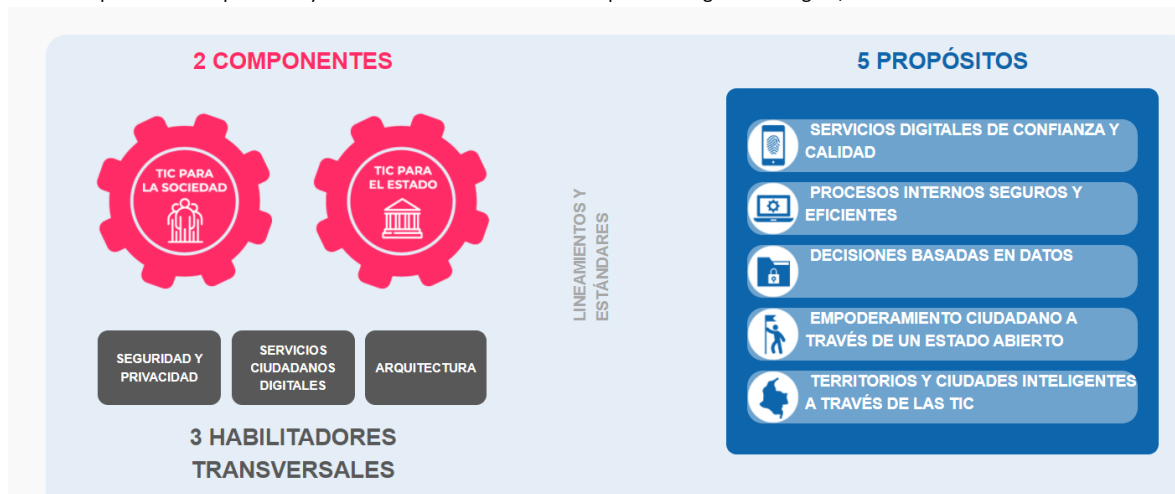 2 COMPONENTES
TIC PARA
LA SOCIEDAD
TIC PARA
EL ESTADO
SEGURIDAD Y
PRIVACIDAD
SERVICIOS
CIUDADANOS
DIGITALES
ARQUITECTURA
3 HABILITADORES
TRANSVERSALES
LINEAMIENTOS Y
ESTÁNDARES
5 PROPÓSITOS
SERVICIOS DIGITALES DE CONFIANZA Y
CALIDAD
PROCESOS INTERNOS SEGUROS Y
EFICIENTES
DECISIONES BASADAS EN DATOS
EMPODERAMIENTO CIUDADANO A
TRAVÉS DE UN ESTADO ABIERTO
TERRITORIOS Y CIUDADES INTELIGENTES
A TRAVÉS DE LAS TIC